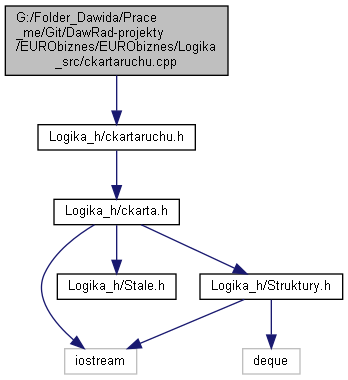 G:/Folder_Dawida/Prace
_me/Git/DawRad-projekty
/EURObiznes/EURObiznes/Logika
_src/ckartaruchu.cpp
Logika_h/ckartaruchu.h
Logika_h/ckarta.h
Logika_h/Stale.h
Logika_h/Struktury.h
iostream
deque